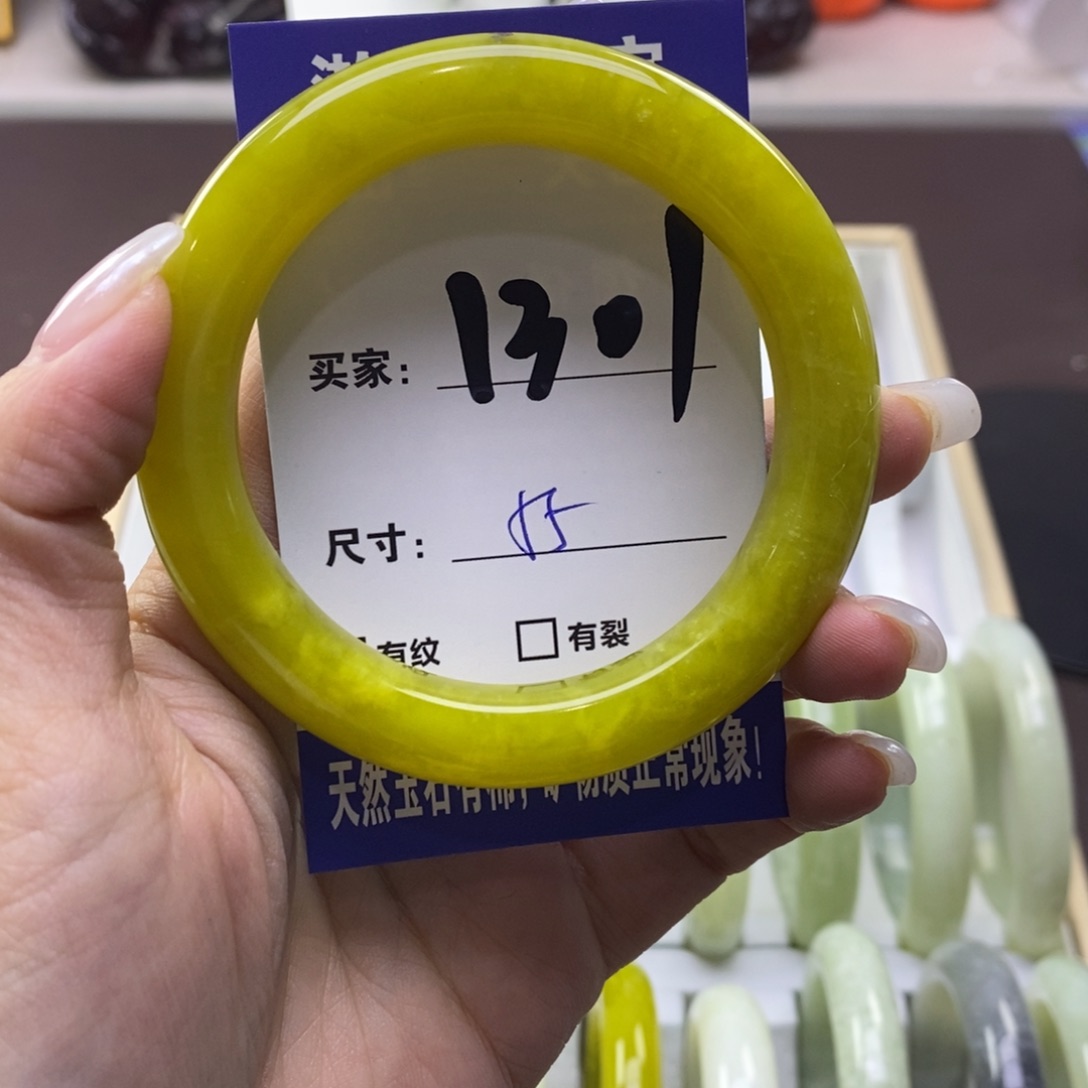 买家: 1301
尺寸:
有纹 □ 有裂
天然玉石有棉，矿物质正常现象!